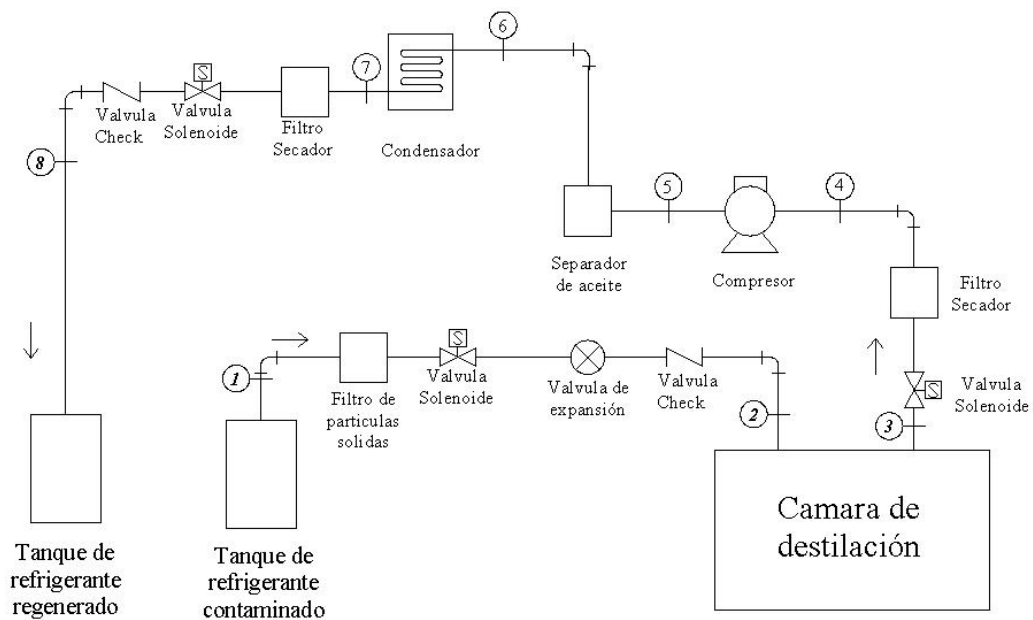 6
S
7
Valvula
Check
Valvula
Solenoide
Filtro
Secador
Condensador
8
5
4
Separador
de aceite
Compresor
Filtro
Secador
S
1
Filtro de
particulas
solidas
Valvula
Solenoide
Valvula de
expansión
Valvula
Check
2
3
S
Valvula
Solenoide
Camara de
destilación
Tanque de
refrigerante
regenerado
Tanque de
refrigerante
contaminado